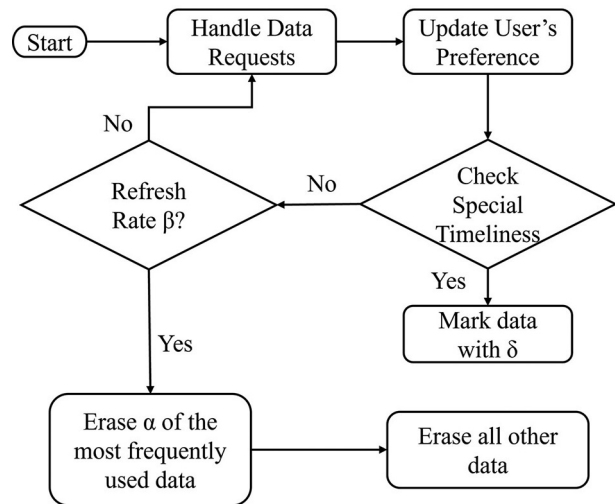 Start
Handle Data
Requests
Update User's
Preference
No
Refresh
Rate β?
No
Check
Special
Timeliness
Yes
Mark data
with δ
Yes
Erase α of the
most frequently
used data
Erase all other
data